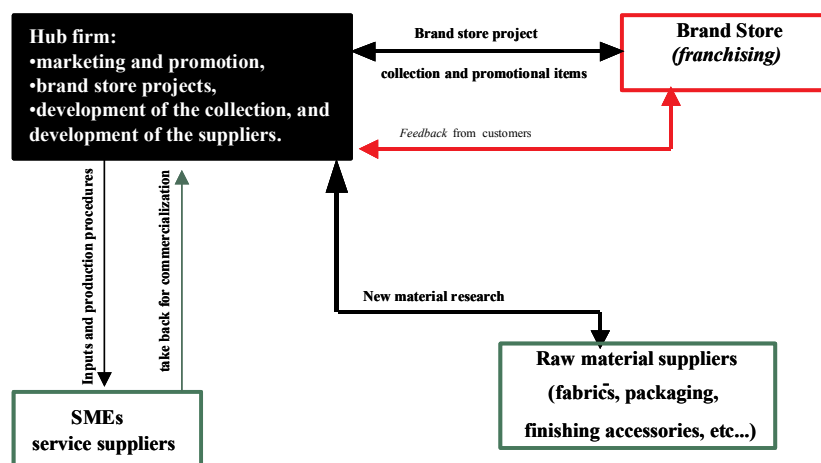 Hub firm:
•marketing and promotion,
•brand store projects,
•development of the collection, and
development of the suppliers.
Brand store project
collection and promotional items
Brand Store
(franchising)
Feedback from customers
Inputs and production procedures
take back for commercialization
New material research
Raw material suppliers
(fabrics, packaging,
finishing accessories, etc...)
SMEs
service suppliers